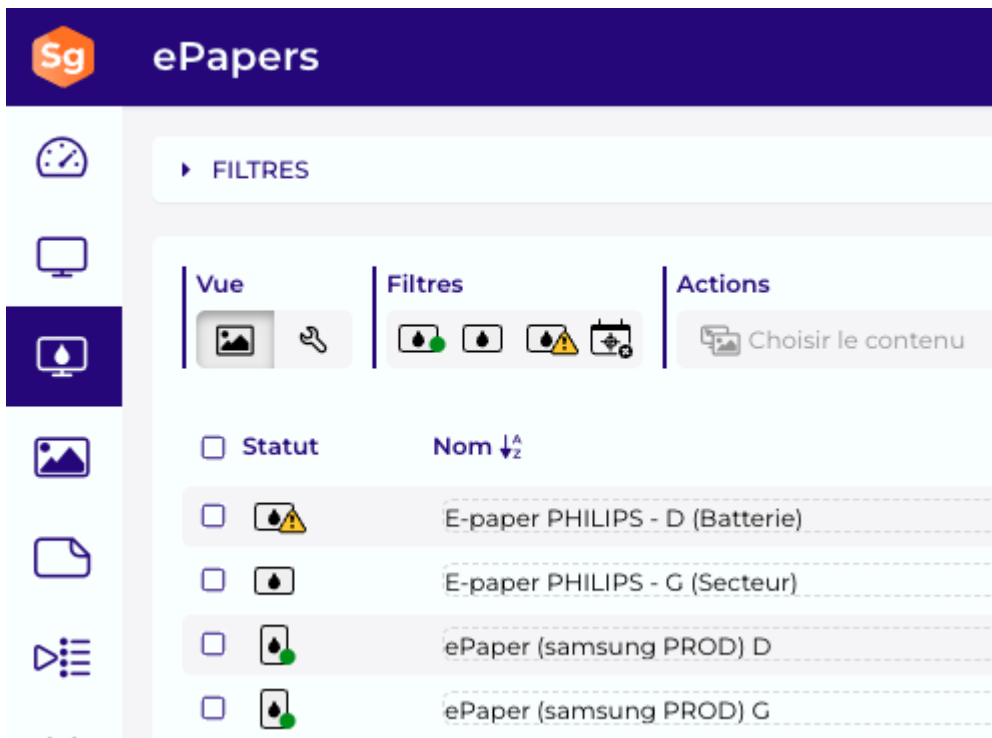 Sg ePapers
FILTRES
Vue Filtres Actions
Choisir le contenu
Statut Nom
E-paper PHILIPS - D (Batterie)
E-paper PHILIPS - G (Secteur)
ePaper (samsung PROD) D
ePaper (samsung PROD) G